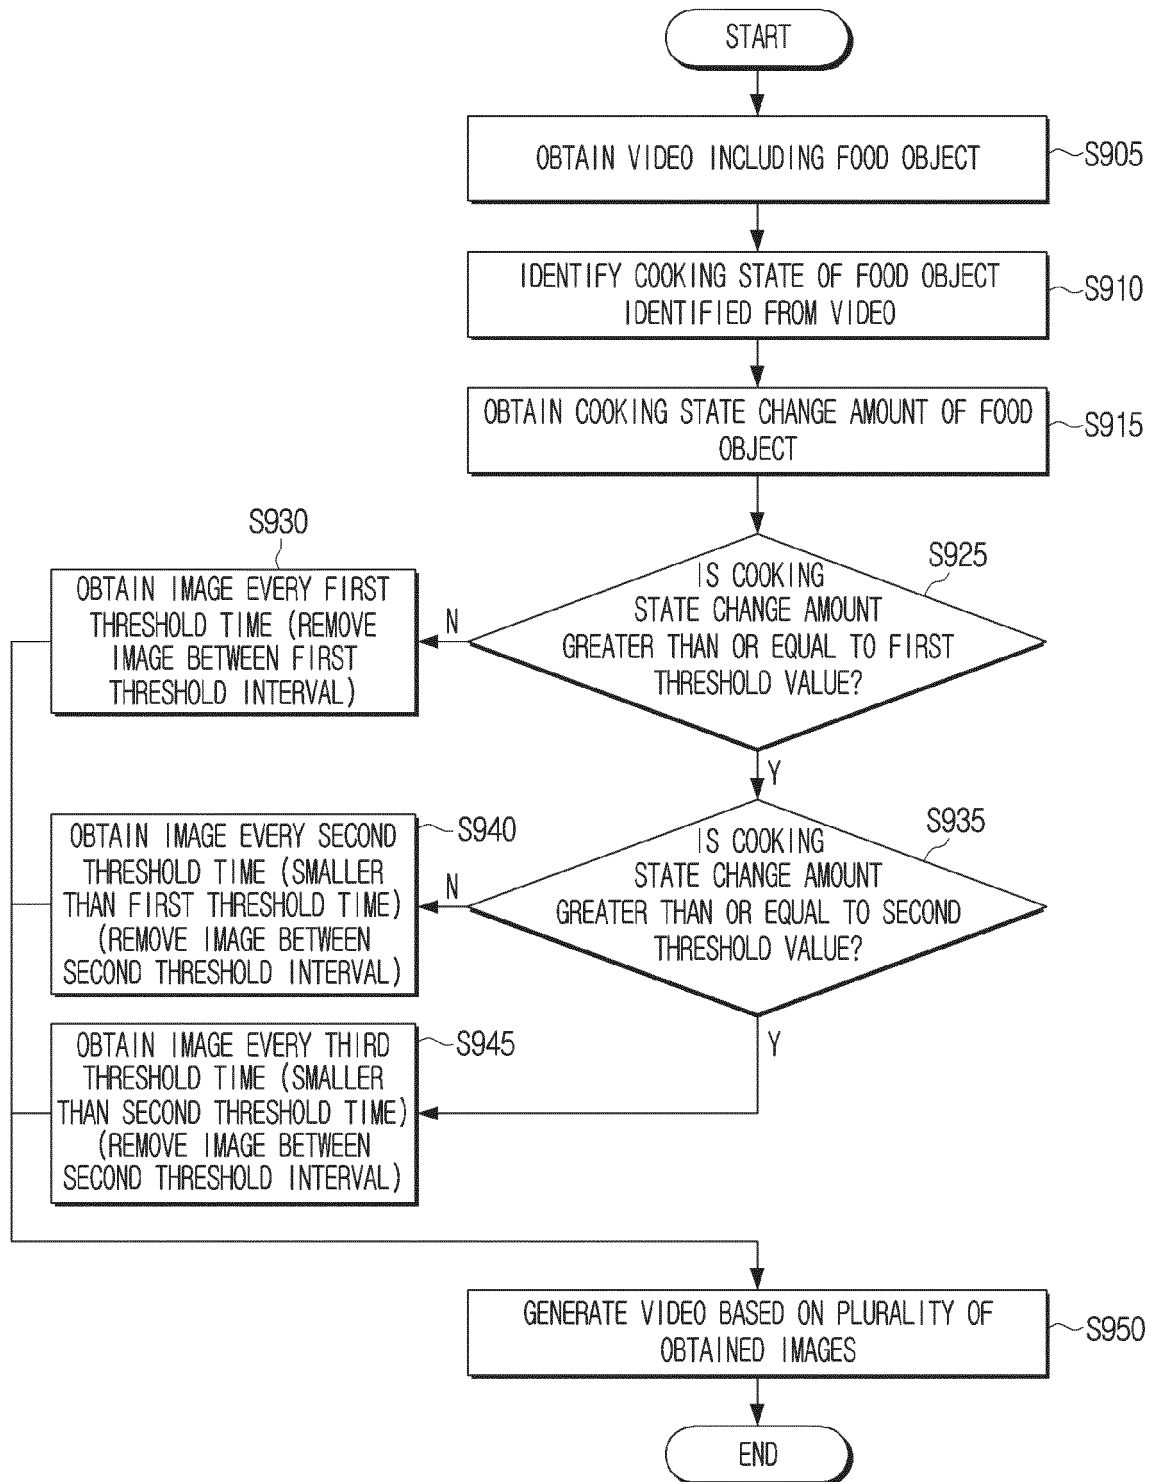 START
OBTAIN VIDEO INCLUDING FOOD OBJECT
S905
IDENTIFY COOKING STATE OF FOOD OBJECT
IDENTIFIED FROM VIDEO
S910
OBTAIN COOKING STATE CHANGE AMOUNT OF FOOD
OBJECT
S915
S925
IS COOKING
STATE CHANGE AMOUNT
GREATER THAN OR EQUAL TO FIRST
THRESHOLD VALUE?
N
S930
OBTAIN IMAGE EVERY FIRST
THRESHOLD TIME (REMOVE
IMAGE BETWEEN FIRST
THRESHOLD INTERVAL)
Y
S935
IS COOKING
STATE CHANGE AMOUNT
GREATER THAN OR EQUAL TO SECOND
THRESHOLD VALUE?
N
S940
OBTAIN IMAGE EVERY SECOND
THRESHOLD TIME (SMALLER
THAN FIRST THRESHOLD TIME)
(REMOVE IMAGE BETWEEN
SECOND THRESHOLD INTERVAL)
Y
S945
OBTAIN IMAGE EVERY THIRD
THRESHOLD TIME (SMALLER
THAN SECOND THRESHOLD TIME)
(REMOVE IMAGE BETWEEN
SECOND THRESHOLD INTERVAL)
GENERATE VIDEO BASED ON PLURALITY OF
OBTAINED IMAGES
S950
END